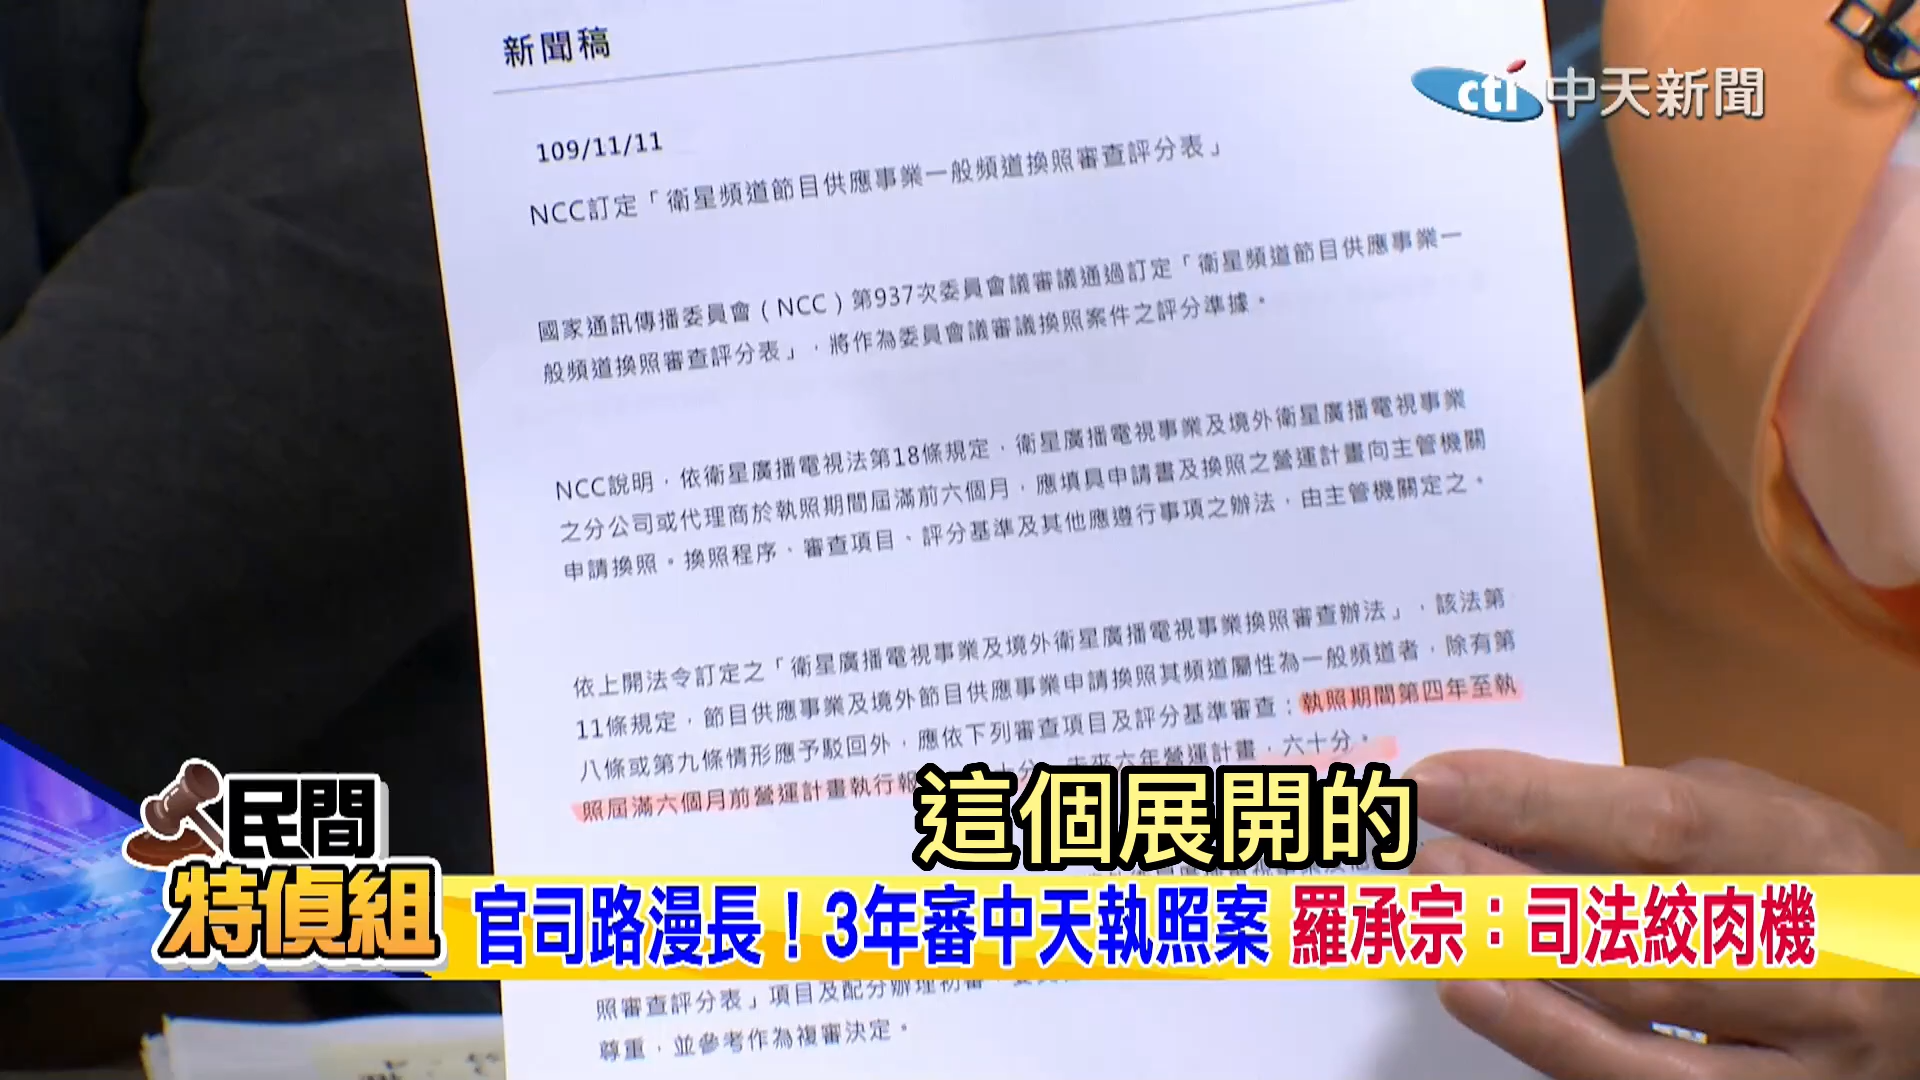 新聞稿
cti 中天新聞
109/11/11
NCC訂定「衛星頻道節目供應事業一般頻道換照審查評分表」
國家通訊傳播委員會（NCC）第937次委員會議審議通過訂定「衛星頻道節目供應事業一
般頻道換照審查評分表」，將作為委員會議審議換照案件之評分準據。
NCC說明，依衛星廣播電視法第18條規定，衛星廣播電視事業及境外衛星廣播電視事業
之分公司或代理商於執照期間屆滿前六個月，應填具申請書及換照之營運計畫向主管機關
申請換照。換照程序、審查項目、評分基準及其他應遵行事項之辦法，由主管機關定之。
依上開法令訂定之「衛星廣播電視事業及境外衛星廣播電視事業換照審查辦法」，該法第
11條規定，節目供應事業及境外節目供應事業申請換照其頻道屬性為一般頻道者，除有第
八條或第九條情形應予駁回外，應依下列審查項目及評分基準審查：執照期間第四年至執
照屆滿六個月前營運計畫執行報 十分 未來六年營運計畫，六十分。
這個展開的
民間
特偵組
官司路漫長！3年審中天執照案 羅承宗：司法絞肉機
照審查評分表」項目及配分辦理初審，
尊重，並參考作為複審決定。